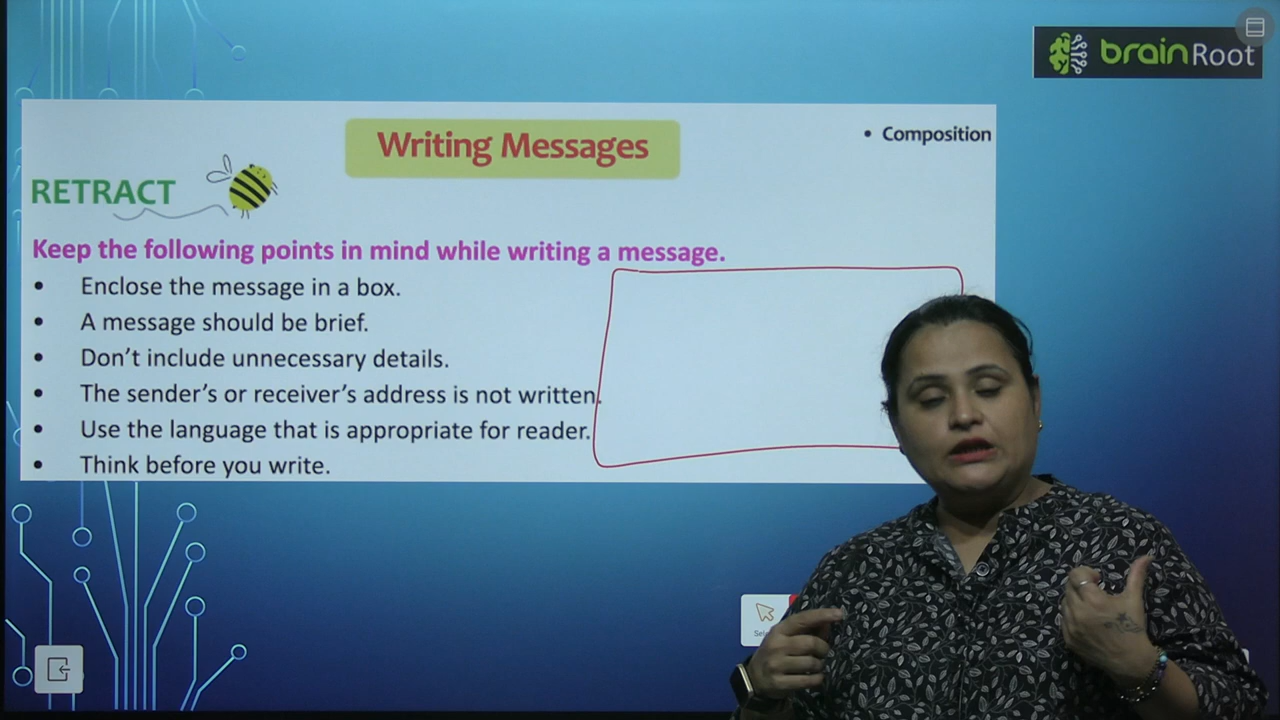 brainRoot
Writing Messages
• Composition
RETRACT
Keep the following points in mind while writing a message.
• Enclose the message in a box.
• A message should be brief.
• Don't include unnecessary details.
• The sender's or receiver's address is not written.
• Use the language that is appropriate for reader.
• Think before you write.